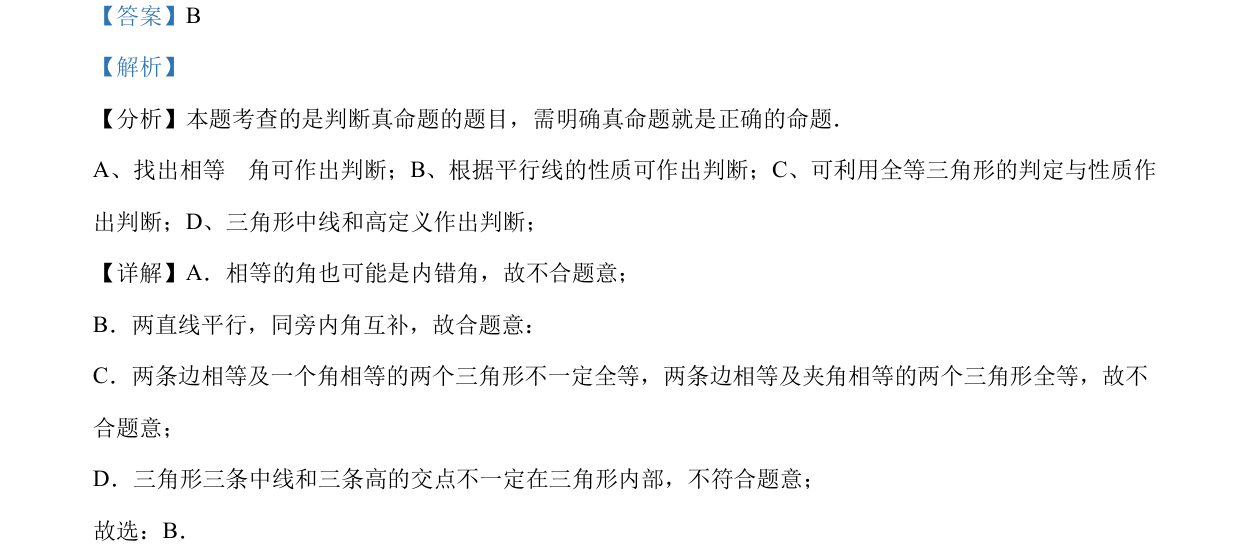 【答案】B
【解析】
【分析】本题考查的是判断真命题的题目，需明确真命题就是正确的命题．
A、找出相等　角可作出判断；B、根据平行线的性质可作出判断；C、可利用全等三角形的判定与性质作
出判断；D、三角形中线和高定义作出判断；
【详解】A．相等的角也可能是内错角，故不合题意；
B．两直线平行，同旁内角互补，故合题意：
C．两条边相等及一个角相等的两个三角形不一定全等，两条边相等及夹角相等的两个三角形全等，故不
合题意；
D．三角形三条中线和三条高的交点不一定在三角形内部，不符合题意；
故选：B．